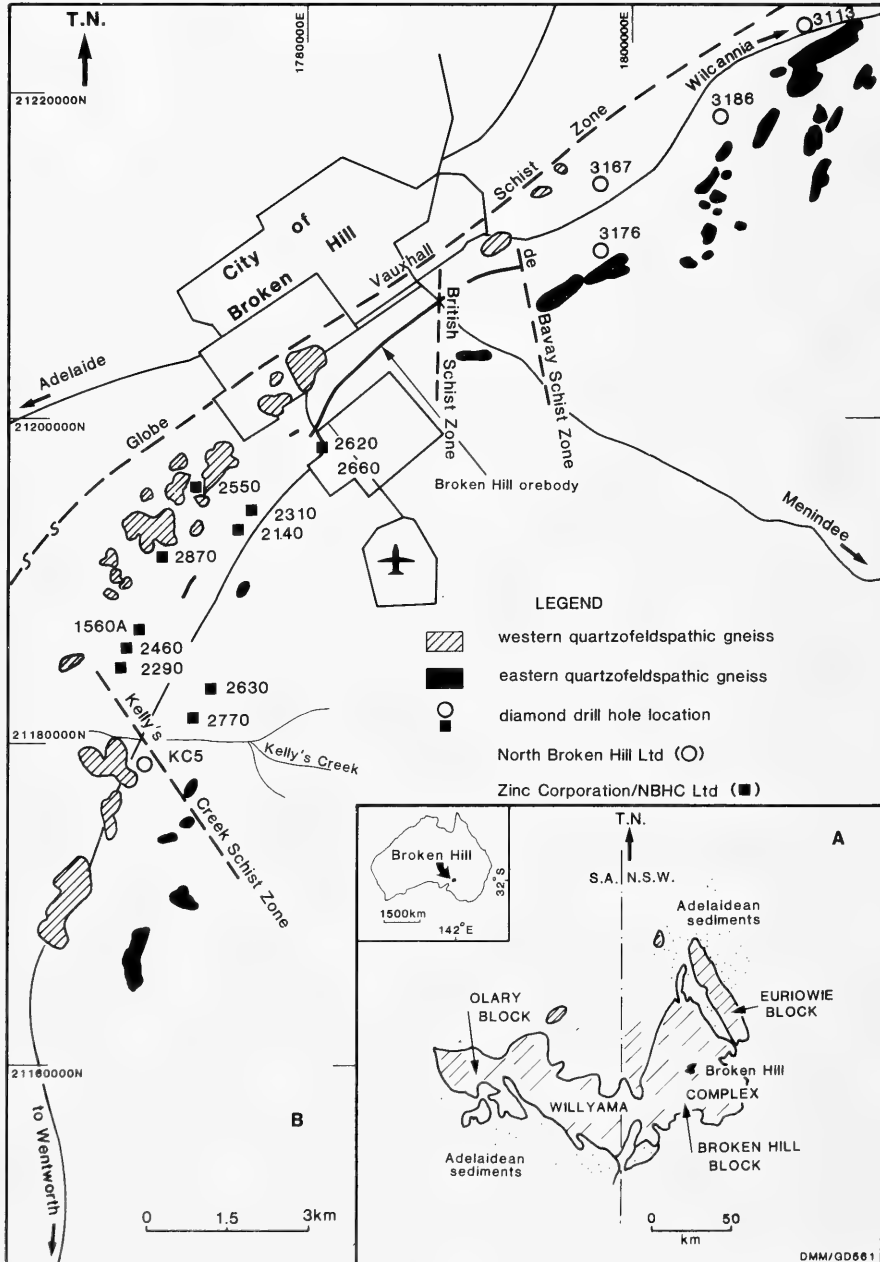 T.N.
1780000E
1800000E
3113
Wilcannia
21220000N
3186
Zone
3167
Schist
City of
Broken Hill
Vauxhall
3176
de
British
Schist Zone
Bavay Schist Zone
Adelaide
Globe
21200000N
2620
2660
Broken Hill orebody
2550
2310
2140
Menindee
2870
S
S
1560A
2460
2290
2630
2770
Kelly's
21180000N
KC5
Kelly's Creek
Creek Schist Zone
LEGEND
western quartzofeldspathic gneiss
eastern quartzofeldspathic gneiss
diamond drill hole location
North Broken Hill Ltd (○)
Zinc Corporation/NBHC Ltd (■)
21160000N
to Wentworth
B
0 1.5 3km
Broken Hill
1500km
142°E
32°S
T.N.
A
S.A. N.S.W.
Adelaidean
sediments
OLARY
BLOCK
EURIOWIE
BLOCK
Broken Hill
WILLYAMA
COMPLEX
BROKEN HILL
BLOCK
Adelaidean
sediments
0 50
km
DMM/GD661